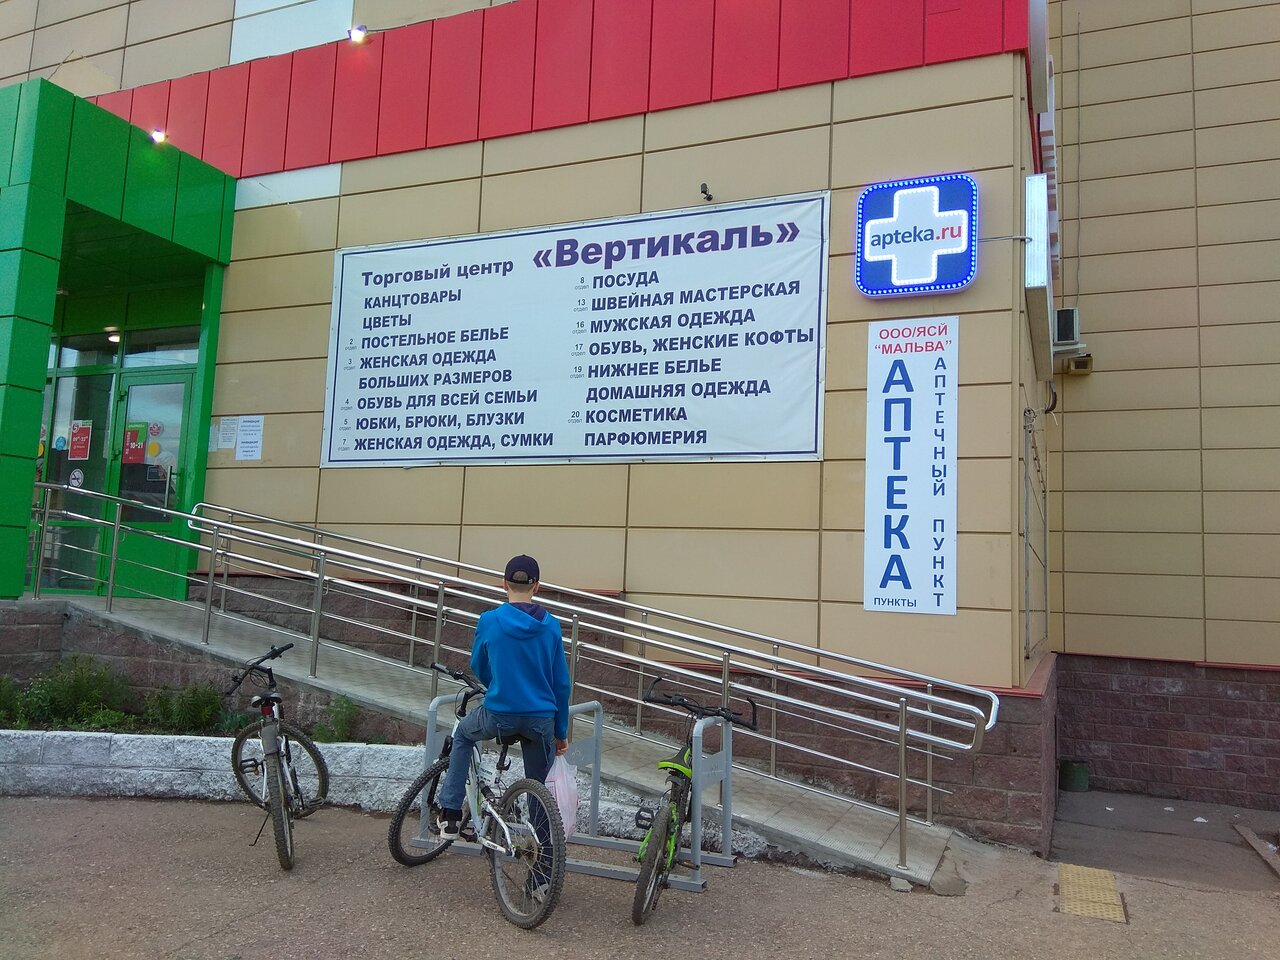 Торговый центр «Вертикаль»
КАНЦТОВАРЫ
ЦВЕТЫ
2 отдел ПОСТЕЛЬНОЕ БЕЛЬЕ
3 отдел ЖЕНСКАЯ ОДЕЖДА
БОЛЬШИХ РАЗМЕРОВ
4 отдел ОБУВЬ ДЛЯ ВСЕЙ СЕМЬИ
5 отдел ЮБКИ, БРЮКИ, БЛУЗКИ
7 отдел ЖЕНСКАЯ ОДЕЖДА, СУМКИ
8 отдел ПОСУДА
13 отдел ШВЕЙНАЯ МАСТЕРСКАЯ
16 отдел МУЖСКАЯ ОДЕЖДА
17 отдел ОБУВЬ, ЖЕНСКИЕ КОФТЫ
19 отдел НИЖНЕЕ БЕЛЬЕ
ДОМАШНЯЯ ОДЕЖДА
20 отдел КОСМЕТИКА
ПАРФЮМЕРИЯ
apteka.ru
ООО/ЯСЙ
"МАЛЬВА"
АПТЕКА
ПУНКТЫ
АПТЕЧНЫЙ ПУНКТ
10-21